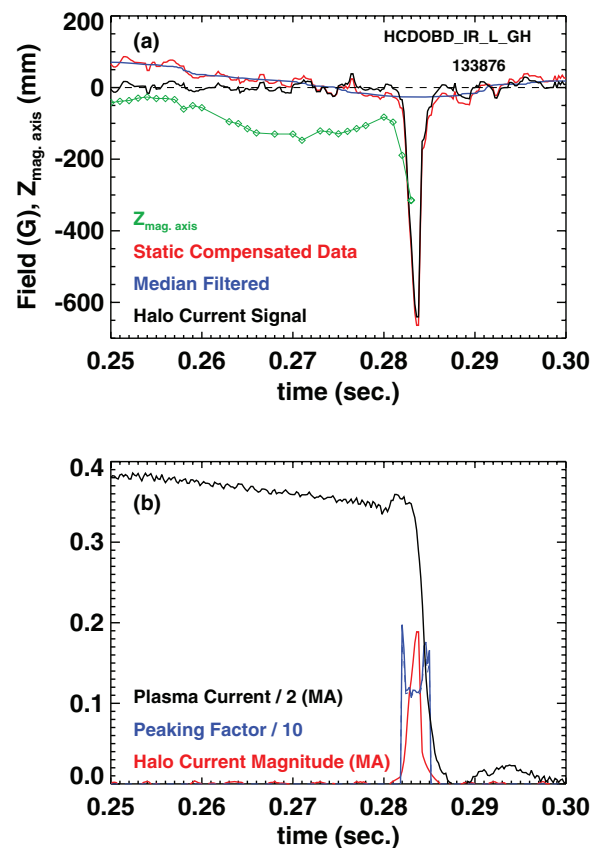 (a)
HCDOBD_IR_L_GH
133876
Field (G), Z mag. axis (mm)
200
0
-200
-400
-600
Z mag. axis
Static Compensated Data
Median Filtered
Halo Current Signal
0.25 0.26 0.27 0.28 0.29 0.30
time (sec.)
(b)
0.4
0.3
0.2
0.1
0.0
Plasma Current / 2 (MA)
Peaking Factor / 10
Halo Current Magnitude (MA)
0.25 0.26 0.27 0.28 0.29 0.30
time (sec.)